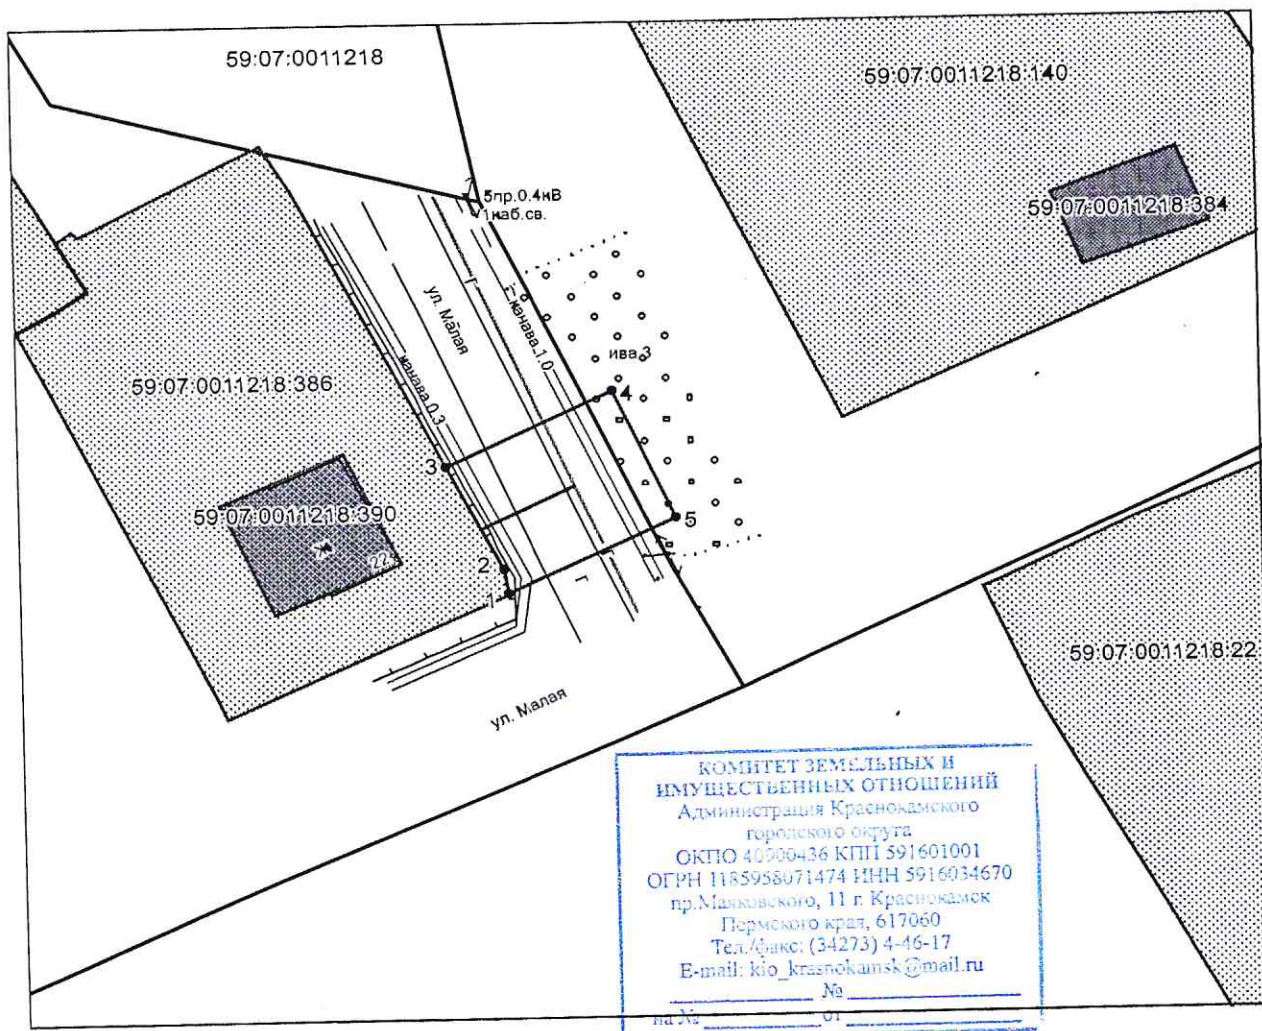 59:07:0011218
59:07:0011218:140
5пр.0.4кВ
1каб.св.
59:07:0011218:384
ул. Малая
канава 1.0
Г
ива 3
59:07:0011218:386
канава 0.3
4
3
59:07:0011218:390
Ж
5
2
Г
1
59:07:0011218:22
ул. Малая
КОМИТЕТ ЗЕМЕЛЬНЫХ И
ИМУЩЕСТВЕННЫХ ОТНОШЕНИЙ
Администрация Краснокамского
городского округа
ОКПО 40900436 КПП 591601001
ОГРН 1185958071474 ИНН 5916034670
пр.Маяковского, 11 г. Краснокамск
Пермского края, 617060
Тел./факс: (34273) 4-46-17
E-mail: kio_krasnokamsk@mail.ru
____________ № ______________
на № __________ от ______________